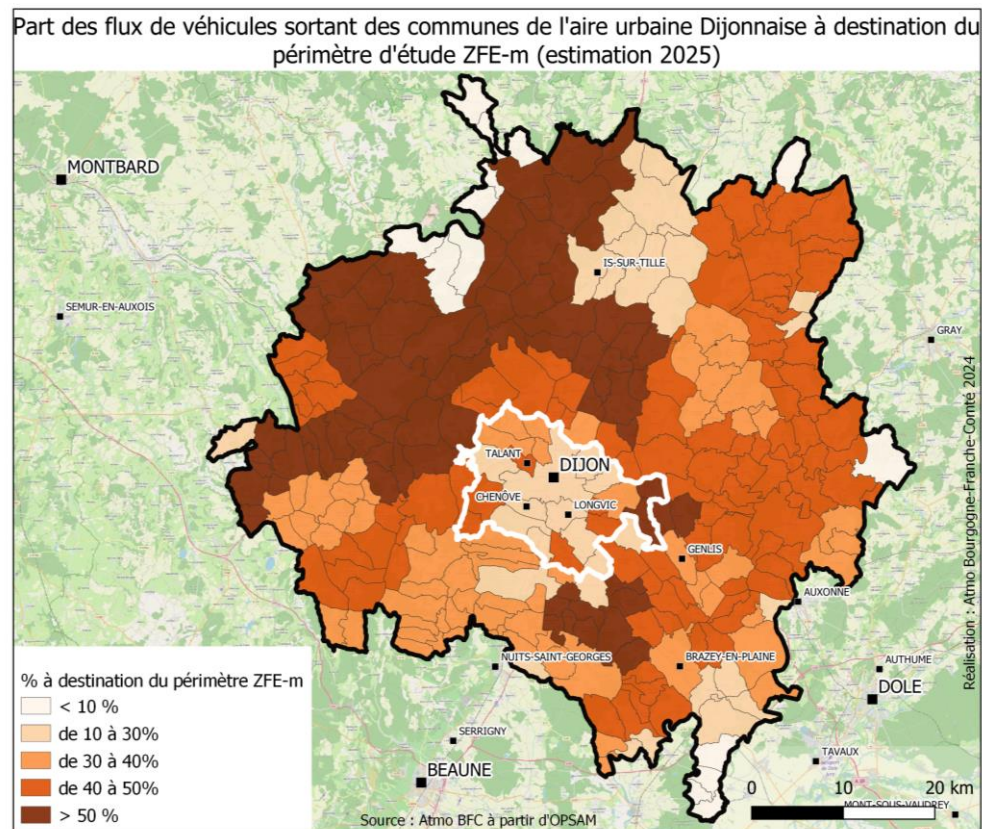 Part des flux de véhicules sortant des communes de l'aire urbaine Dijonnaise à destination du
périmètre d'étude ZFE-m (estimation 2025)
MONTBARD
IS-SUR-TILLE
SEMUR-EN-AUXOIS
GRAY
TALANT
DIJON
CHENÔVE
LONGVIC
GENLIS
AUXONNE
NUITS-SAINT-GEORGES
BRAZEY-EN-PLAINE
AUTHUME
DOLE
SERRIGNY
TAVAUX
BEAUNE
MONT-SOUS-VAUDREY
% à destination du périmètre ZFE-m
< 10 %
de 10 à 30%
de 30 à 40%
de 40 à 50%
> 50 %
0 10 20 km
Source : Atmo BFC à partir d'OPSAM
Réalisation : Atmo Bourgogne-Franche-Comté 2024